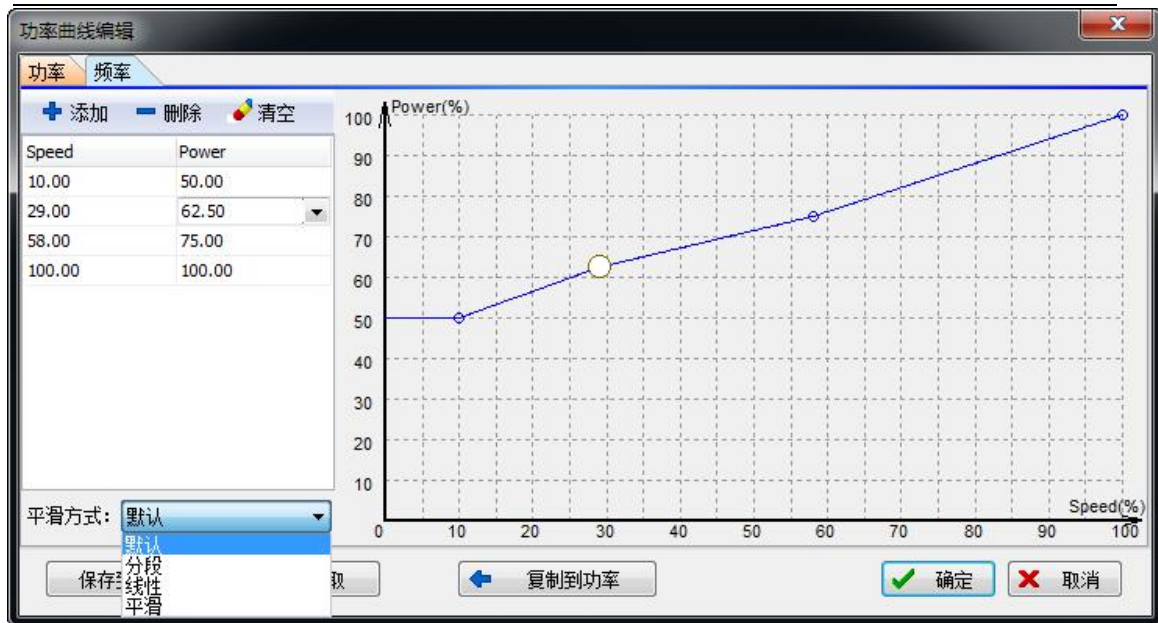 功率曲线编辑
功率 频率
添加 删除 清空
Speed Power
10.00 50.00
29.00 62.50
58.00 75.00
100.00 100.00
Power(%)
100
90
80
70
60
50
40
30
20
10
Speed(%)
0 10 20 30 40 50 60 70 80 90 100
平滑方式: 默认
默认
分段
线性
平滑
保存 取 复制到功率 确定 取消